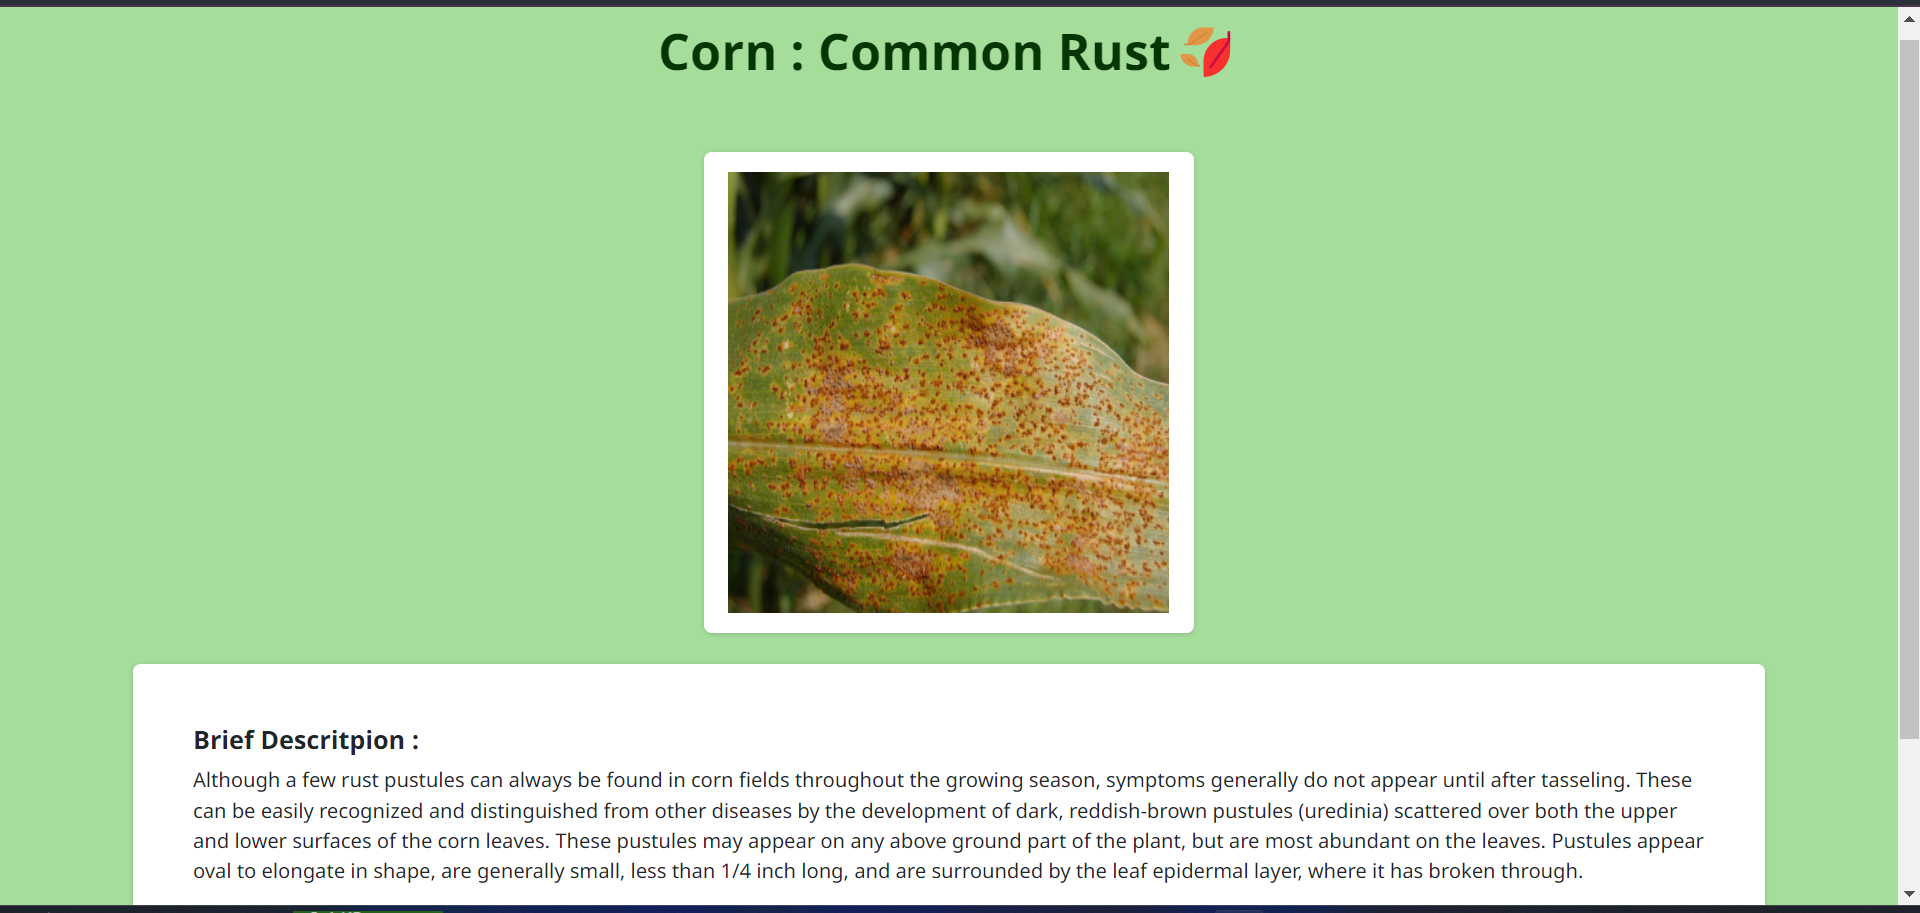 Corn : Common Rust
Brief Descritpion :
Although a few rust pustules can always be found in corn fields throughout the growing season, symptoms generally do not appear until after tasseling. These
can be easily recognized and distinguished from other diseases by the development of dark, reddish-brown pustules (uredinia) scattered over both the upper
and lower surfaces of the corn leaves. These pustules may appear on any above ground part of the plant, but are most abundant on the leaves. Pustules appear
oval to elongate in shape, are generally small, less than 1/4 inch long, and are surrounded by the leaf epidermal layer, where it has broken through.